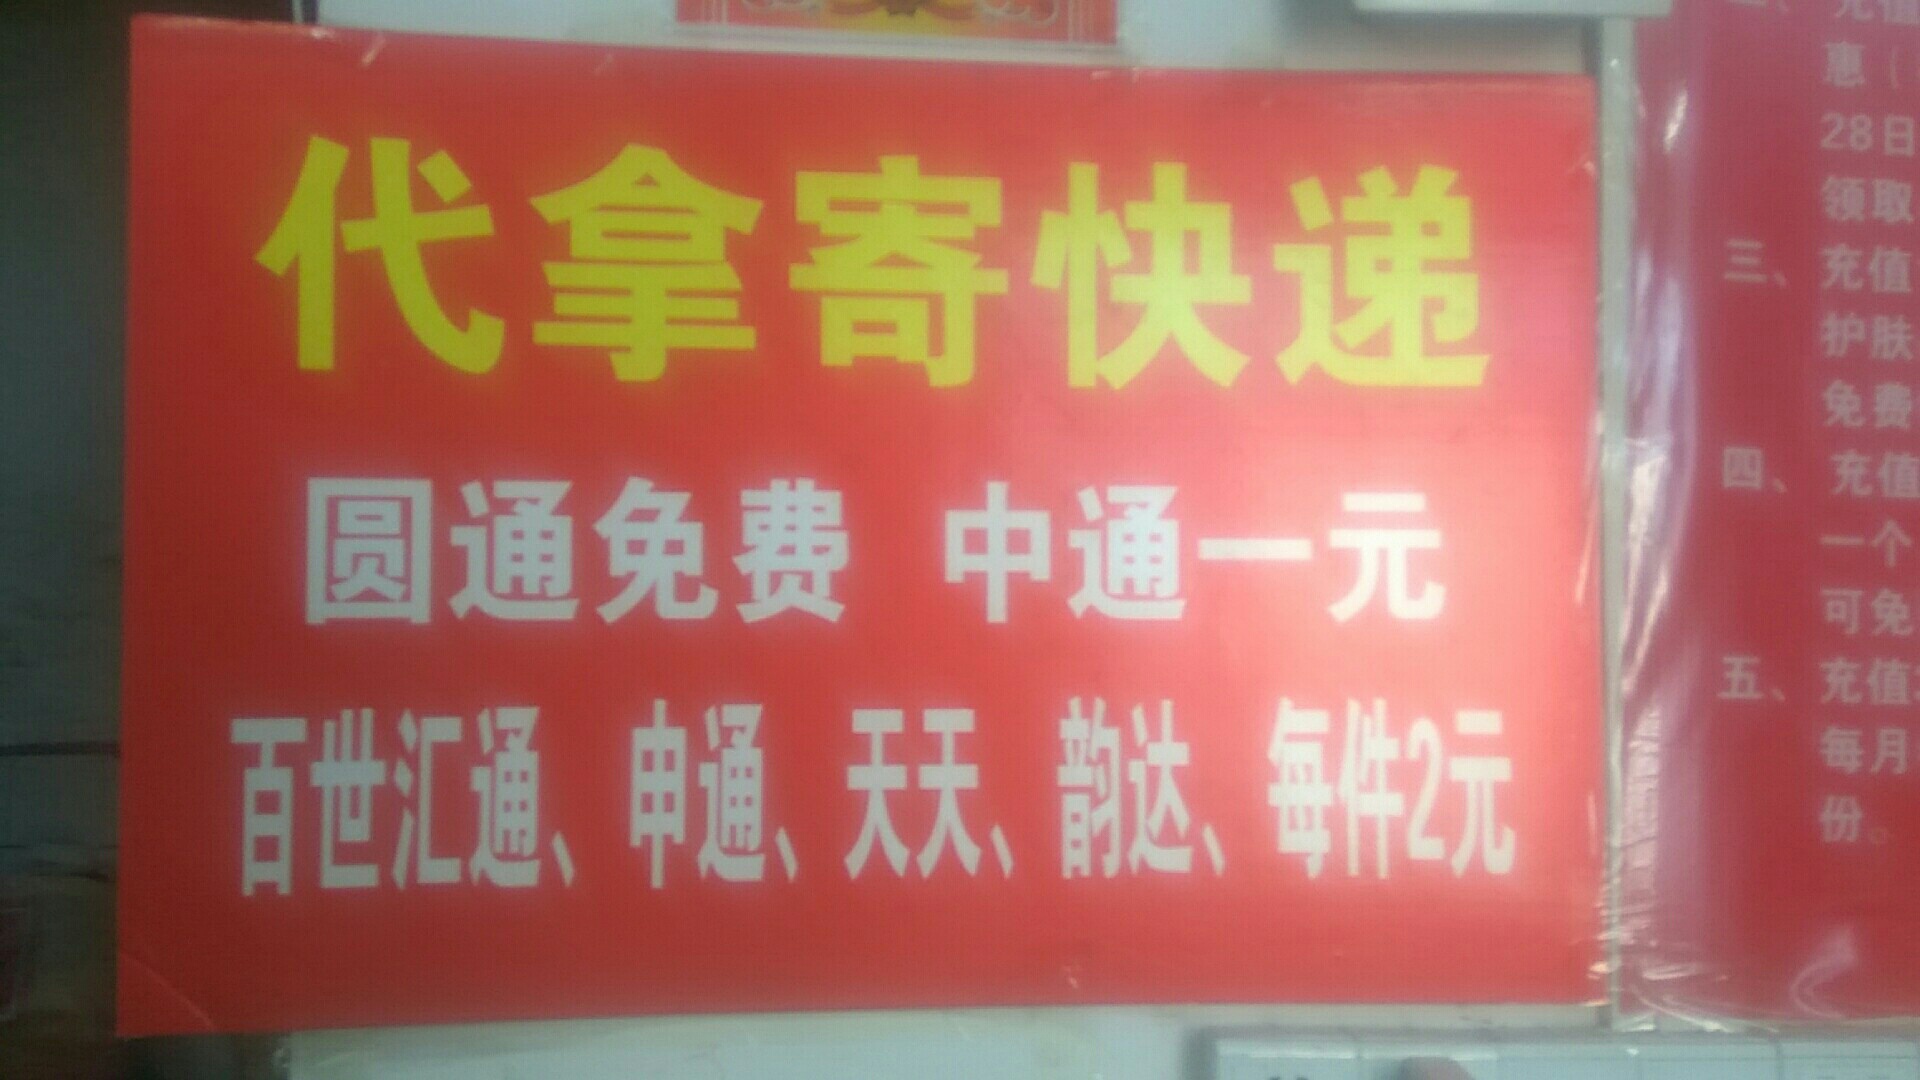 代拿寄快递
圆通免费 中通一元
百世汇通、申通、天天、韵达、每件2元
惠（
28日
领取
三、充值
护肤
免费
四、充值
一个
可免
五、充值
每月
份。